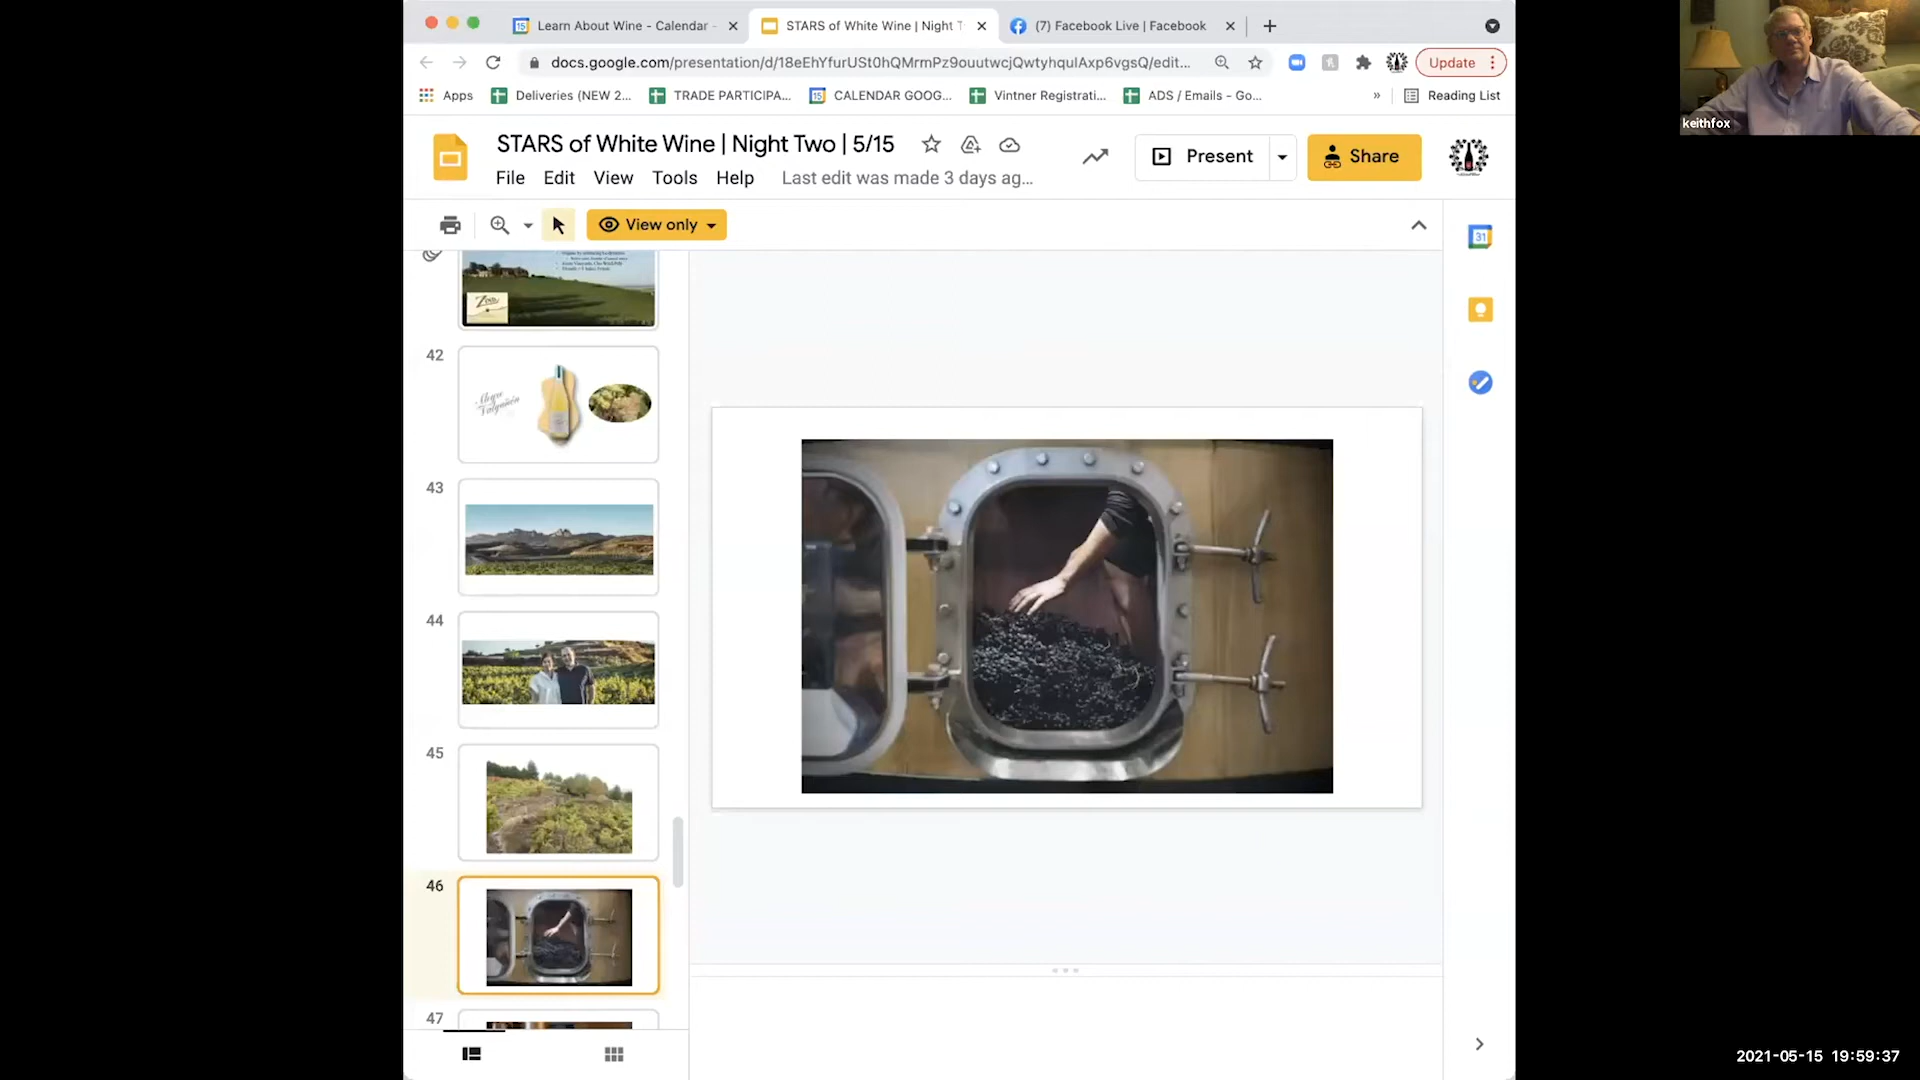 Learn About Wine - Calendar -
STARS of White Wine | Night T
(7) Facebook Live | Facebook
docs.google.com/presentation/d/18eEhYfurUSt0hQMrmPz9ouutwcjQwtyhquIAxp6vgsQ/edit...
Update
Apps
Deliveries (NEW 2...
TRADE PARTICIPA...
15
CALENDAR GOOG...
Vintner Registrati...
ADS / Emails - Go...
»
Reading List
STARS of White Wine | Night Two | 5/15
Present
Share
File Edit View Tools Help
Last edit was made 3 days ag...
View only
31
42
43
44
45
46
47
keithfox
2021-05-15 19:59:37